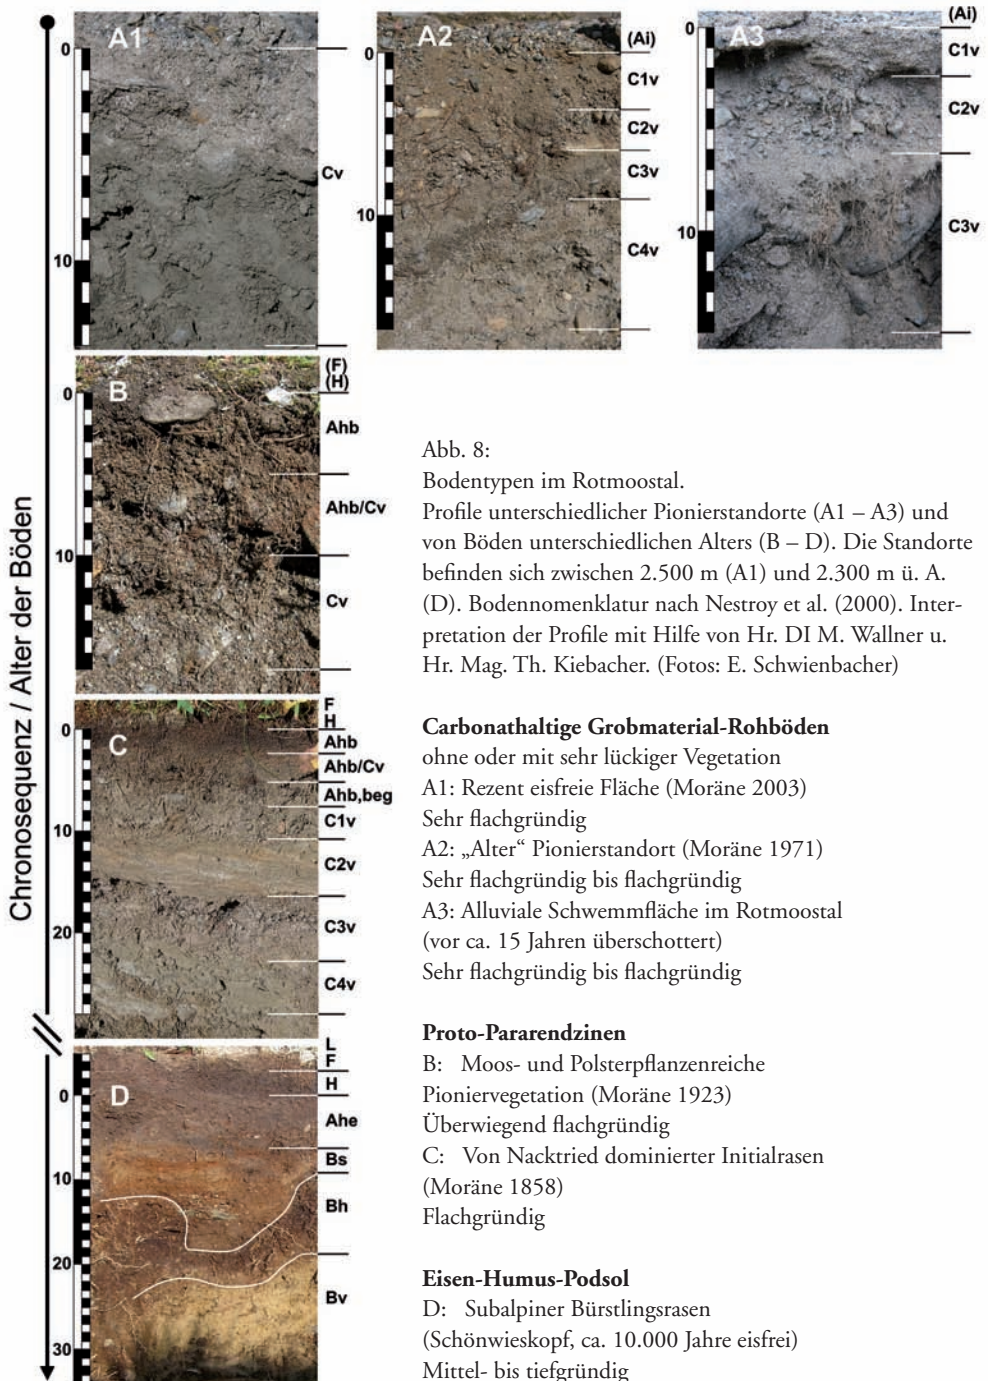 A1
0
10
Cv
A2
0
10
(Ai)
C1v
C2v
C3v
C4v
A3
0
10
(Ai)
C1v
C2v
C3v
B
0
10
(F)
(H)
Ahb
Ahb/Cv
Cv
C
0
10
20
F
H
Ahb
Ahb/Cv
Ahb,beg
C1v
C2v
C3v
C4v
D
0
10
20
30
L
F
H
Ahe
Bs
Bh
Bv
Chronosequenz / Alter der Böden
Abb. 8:
Bodentypen im Rotmoostal.
Profile unterschiedlicher Pionierstandorte (A1 – A3) und
von Böden unterschiedlichen Alters (B – D). Die Standorte
befinden sich zwischen 2.500 m (A1) und 2.300 m ü. A.
(D). Bodennomenklatur nach Nestroy et al. (2000). Inter-
pretation der Profile mit Hilfe von Hr. DI M. Wallner u.
Hr. Mag. Th. Kiebacher. (Fotos: E. Schwienbacher)
Carbonathaltige Grobmaterial-Rohböden
ohne oder mit sehr lückiger Vegetation
A1: Rezent eisfreie Fläche (Moräne 2003)
Sehr flachgründig
A2: „Alter“ Pionierstandort (Moräne 1971)
Sehr flachgründig bis flachgründig
A3: Alluviale Schwemmfläche im Rotmoostal
(vor ca. 15 Jahren überschottert)
Sehr flachgründig bis flachgründig
Proto-Pararendzinen
B: Moos- und Polsterpflanzenreiche
Pioniervegetation (Moräne 1923)
Überwiegend flachgründig
C: Von Nacktried dominierter Initialrasen
(Moräne 1858)
Flachgründig
Eisen-Humus-Podsol
D: Subalpiner Bürstlingsrasen
(Schönwieskopf, ca. 10.000 Jahre eisfrei)
Mittel- bis tiefgründig